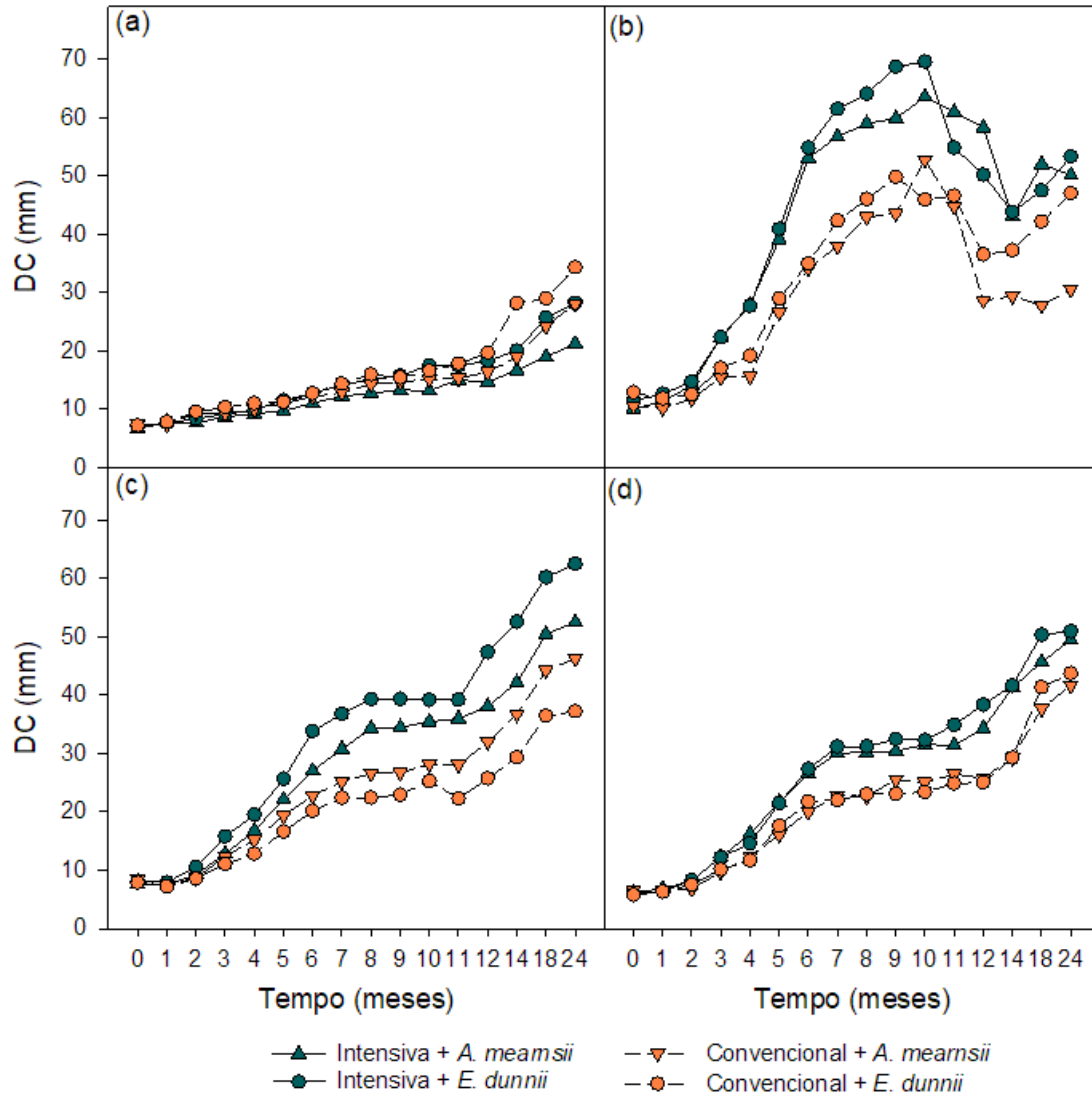 (a)
(b)
70
60
50
40
30
20
10
0
DC (mm)
(c)
(d)
70
60
50
40
30
20
10
0
DC (mm)
0 1 2 3 4 5 6 7 8 9 10 11 12 14 18 24
0 1 2 3 4 5 6 7 8 9 10 11 12 14 18 24
Tempo (meses)
Tempo (meses)
Intensiva + A. mearnsii
Convencional + A. mearnsii
Intensiva + E. dunnii
Convencional + E. dunnii